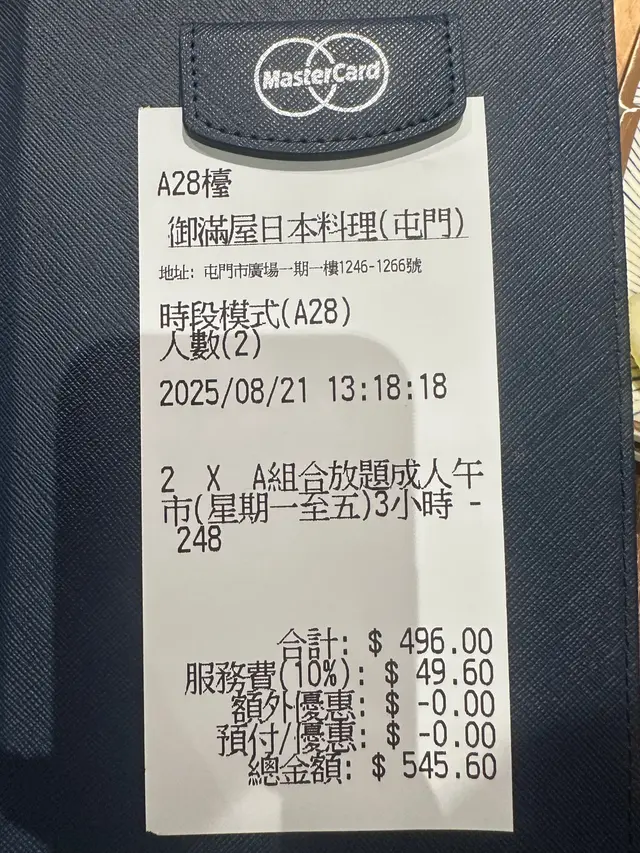 MasterCard
A28檯
御滿屋日本料理(屯門)
地址: 屯門市廣場一期一樓1246-1266號
時段模式(A28)
人數(2)
2025/08/21 13:18:18
2 X A組合放題成人午
市(星期一至五)3小時 -
248
合計: $ 496.00
服務費(10%): $ 49.60
額外優惠: $ -0.00
預付/優惠: $ -0.00
總金額: $ 545.60